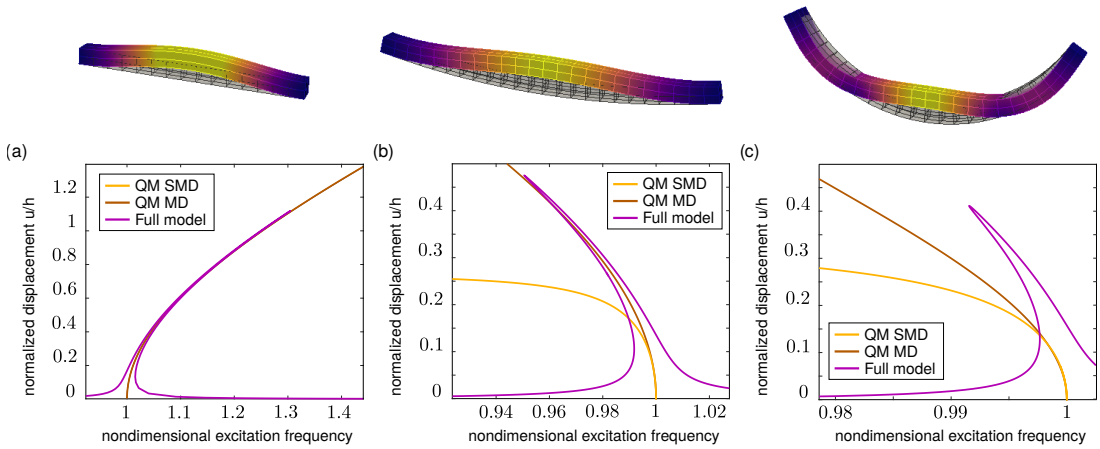 (a)
normalized displacement u/h
1.2
1
0.8
0.6
0.4
0.2
0
QM SMD
QM MD
Full model
1
1.1
1.2
1.3
1.4
nondimensional excitation frequency
(b)
normalized displacement u/h
0.4
0.3
0.2
0.1
0
QM SMD
QM MD
Full model
0.94
0.96
0.98
1
1.02
nondimensional excitation frequency
(c)
normalized displacement u/h
0.4
0.3
0.2
0.1
0
QM SMD
QM MD
Full model
0.98
0.99
1
nondimensional excitation frequency